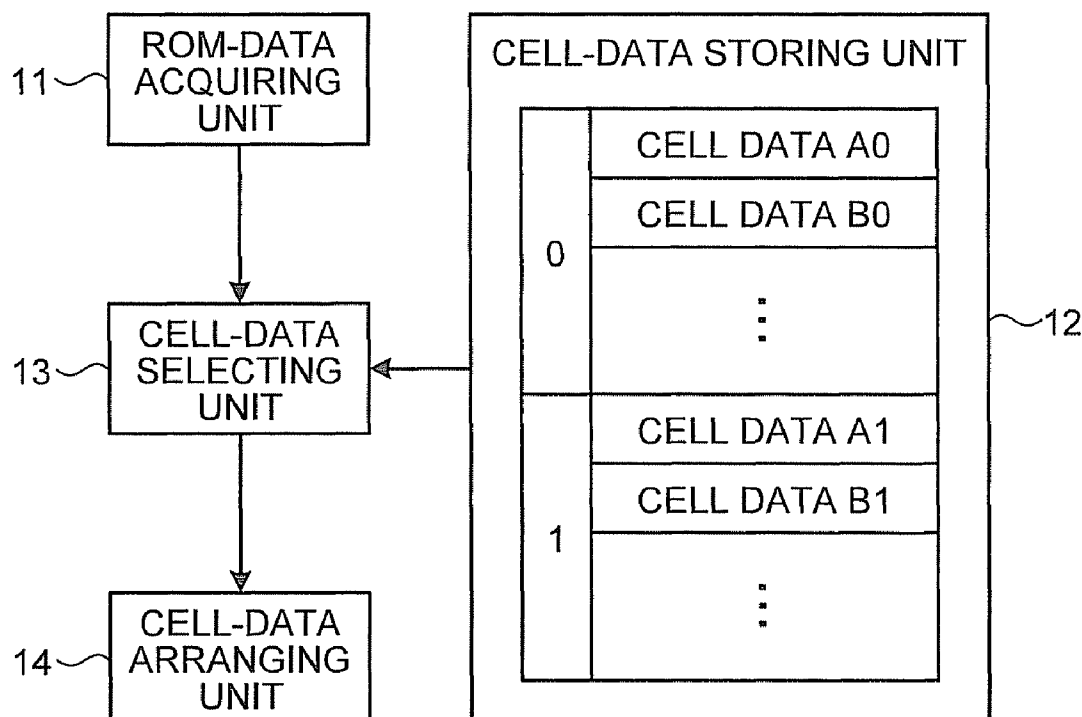 ROM-DATA
ACQUIRING
UNIT
11
CELL-DATA
SELECTING
UNIT
13
CELL-DATA
ARRANGING
UNIT
14
CELL-DATA STORING UNIT
0
CELL DATA A0
CELL DATA B0
⋮
1
CELL DATA A1
CELL DATA B1
⋮
12